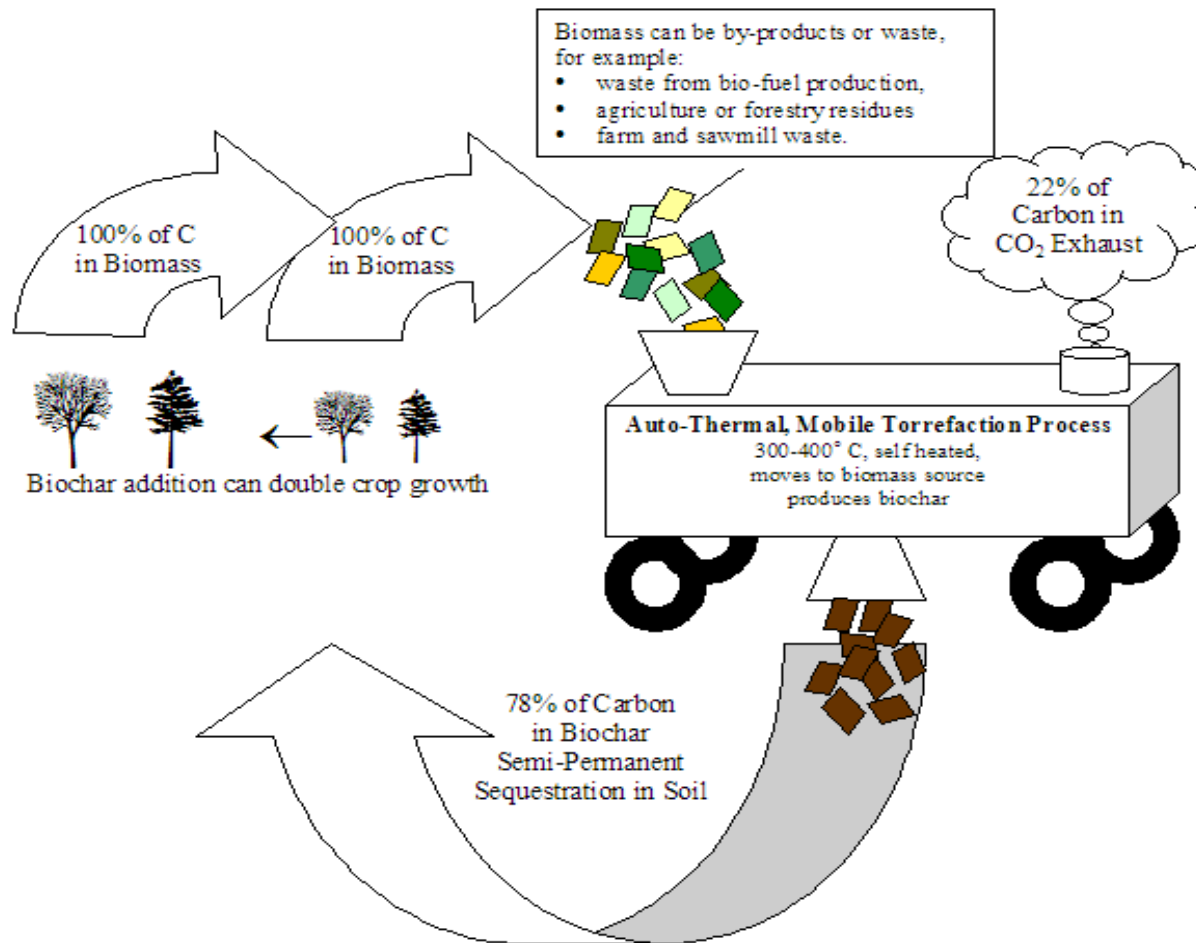 Biomass can be by-products or waste,
for example:
• waste from bio-fuel production,
• agriculture or forestry residues
• farm and sawmill waste.
100% of C
in Biomass
100% of C
in Biomass
22% of
Carbon in
CO₂ Exhaust
Biochar addition can double crop growth
Auto-Thermal, Mobile Torrefaction Process
300-400° C, self heated,
moves to biomass source
produces biochar
78% of Carbon
in Biochar
Semi-Permanent
Sequestration in Soil